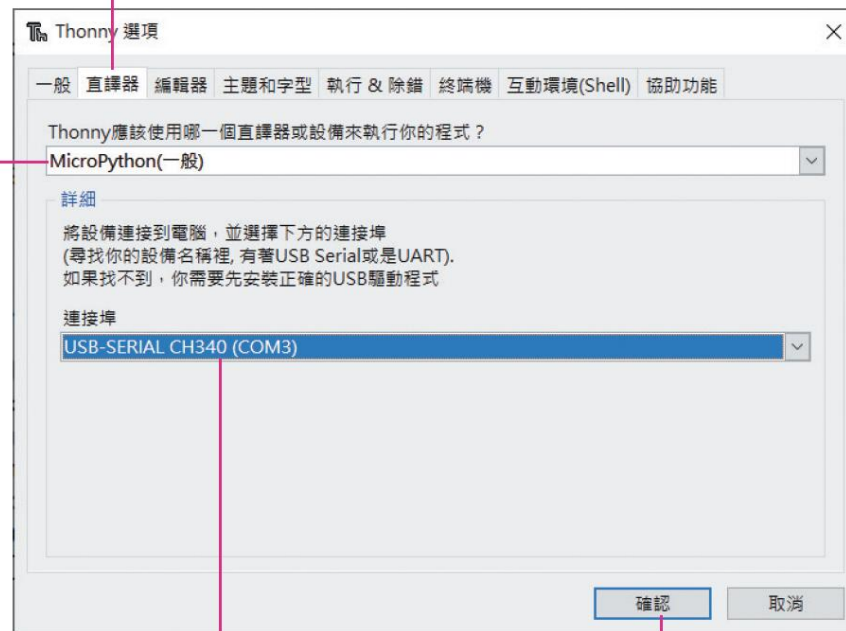 Thonny 選項
一般 直譯器 編輯器 主題和字型 執行 & 除錯 終端機 互動環境(Shell) 協助功能
Thonny應該使用哪一個直譯器或設備來執行你的程式？
MicroPython(一般)
詳細
將設備連接到電腦，並選擇下方的連接埠
(尋找你的設備名稱裡, 有著USB Serial或是UART).
如果找不到，你需要先安裝正確的USB驅動程式
連接埠
USB-SERIAL CH340 (COM3)
確認 取消